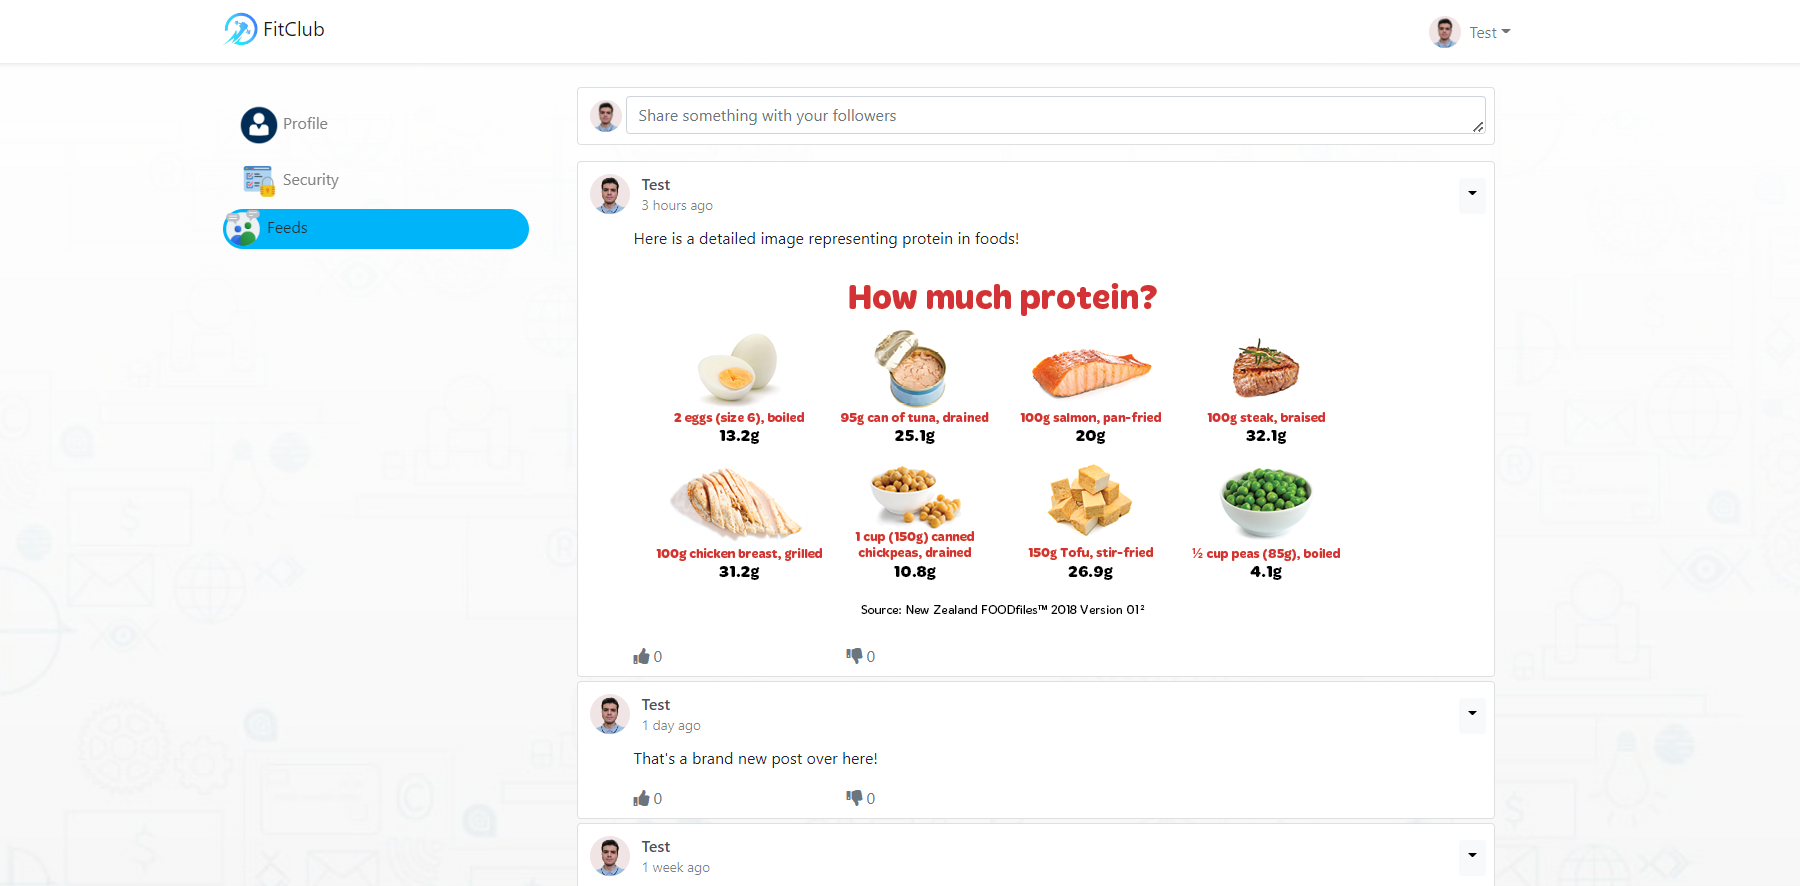 FitClub
Test
Profile
Security
Feeds
Share something with your followers
Test
3 hours ago
Here is a detailed image representing protein in foods!
How much protein?
2 eggs (size 6), boiled
13.2g
95g can of tuna, drained
25.1g
100g salmon, pan-fried
20g
100g steak, braised
32.1g
100g chicken breast, grilled
31.2g
1 cup (150g) canned
chickpeas, drained
10.8g
150g Tofu, stir-fried
26.9g
½ cup peas (85g), boiled
4.1g
Source: New Zealand FOODfiles™ 2018 Version 01²
0
0
Test
1 day ago
That's a brand new post over here!
0
0
Test
1 week ago